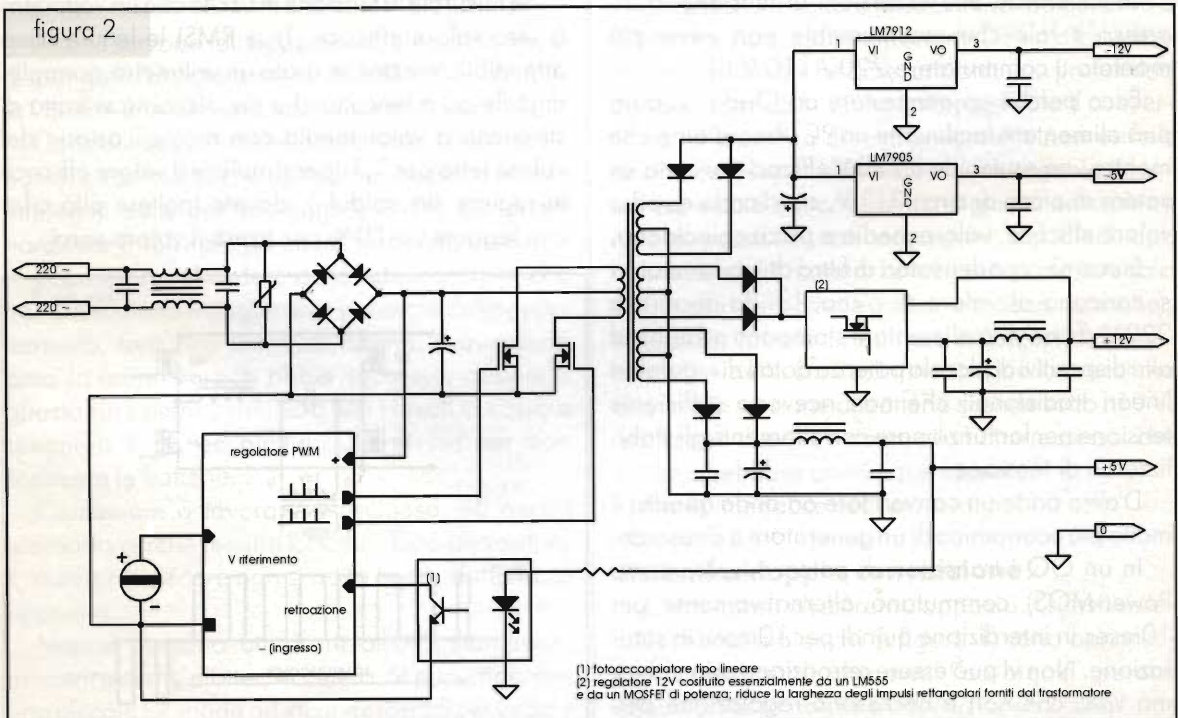 figura 2
LM7912
1
VI
VO
3
-12V
GND
2
LM7905
1
VI
3
-5V
GND
2
220 ~
220 ~
(2)
+12V
+5V
0
regolatore PWM
V riferimento
retroazione
(ingresso)
(1)
(1) fotoaccoppiatore tipo lineare
(2) regolatore 12V costituito essenzialmente da un LM555
e da un MOSFET di potenza; riduce la larghezza degli impulsi rettangolari forniti dal trasformatore